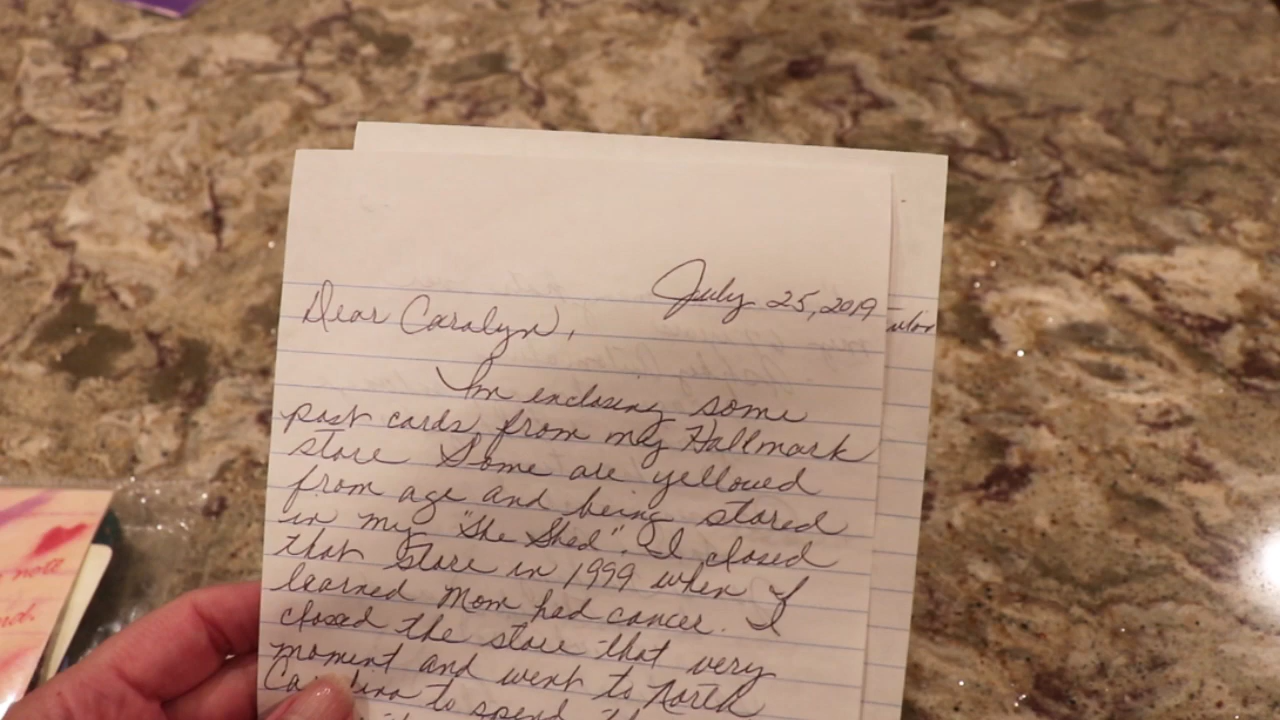 July 25, 2019
Dear Carolyn,
I'm enclosing some
post cards from my Hallmark
store Some are yellowed
from age and being stored
in my "She Shed". I closed
that store in 1999 when I
learned Mom had cancer. I
closed the store that very
moment and went to North
Carolina to spend
note